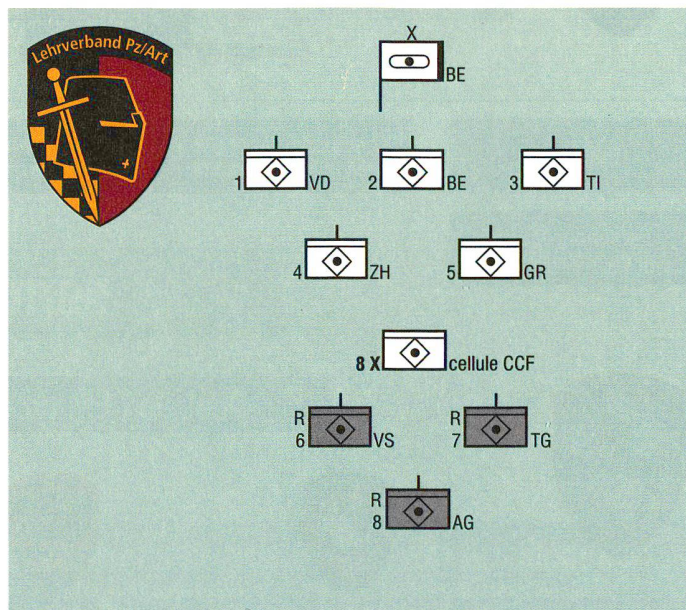 Lehrverband Pz/Art
X
BE
1 VD
2 BE
3 TI
4 ZH
5 GR
8 X cellule CCF
R
6 VS
R
7 TG
R
8 AG